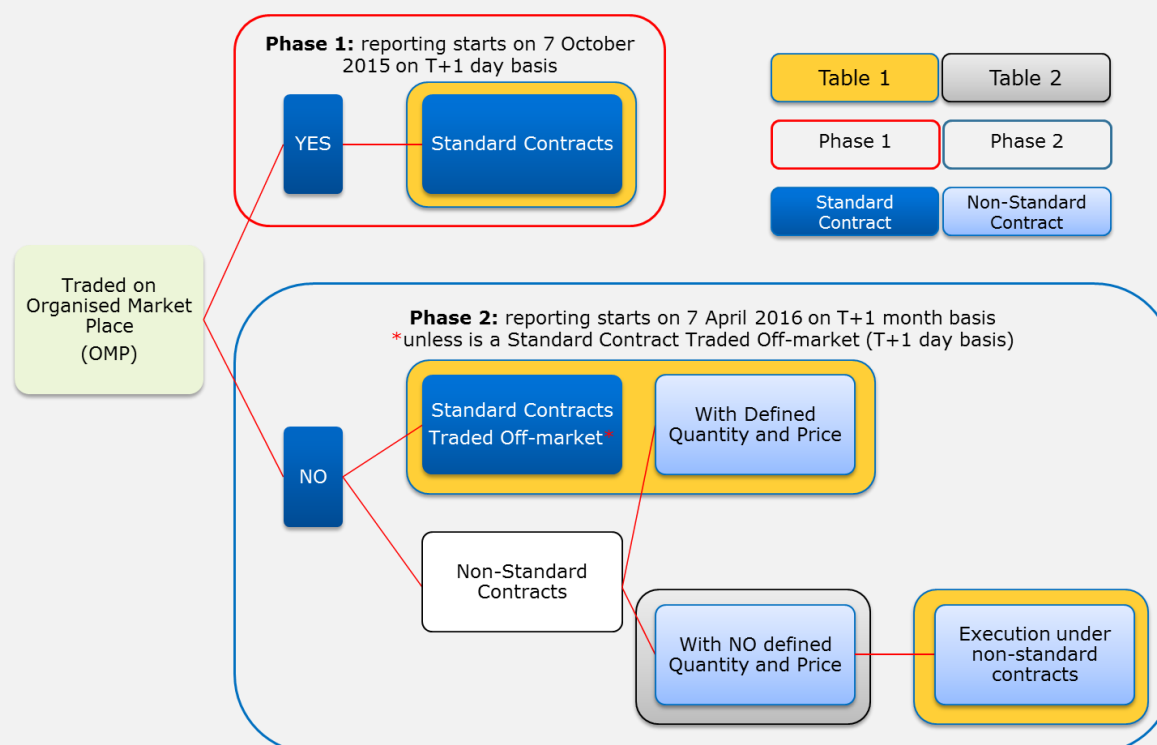 Phase 1: reporting starts on 7 October
2015 on T+1 day basis
YES
Standard Contracts
Table 1
Table 2
Phase 1
Phase 2
Standard
Contract
Non-Standard
Contract
Traded on
Organised Market
Place
(OMP)
Phase 2: reporting starts on 7 April 2016 on T+1 month basis
*unless is a Standard Contract Traded Off-market (T+1 day basis)
NO
Standard Contracts
Traded Off-market*
With Defined
Quantity and Price
Non-Standard
Contracts
With NO defined
Quantity and Price
Execution under
non-standard
contracts